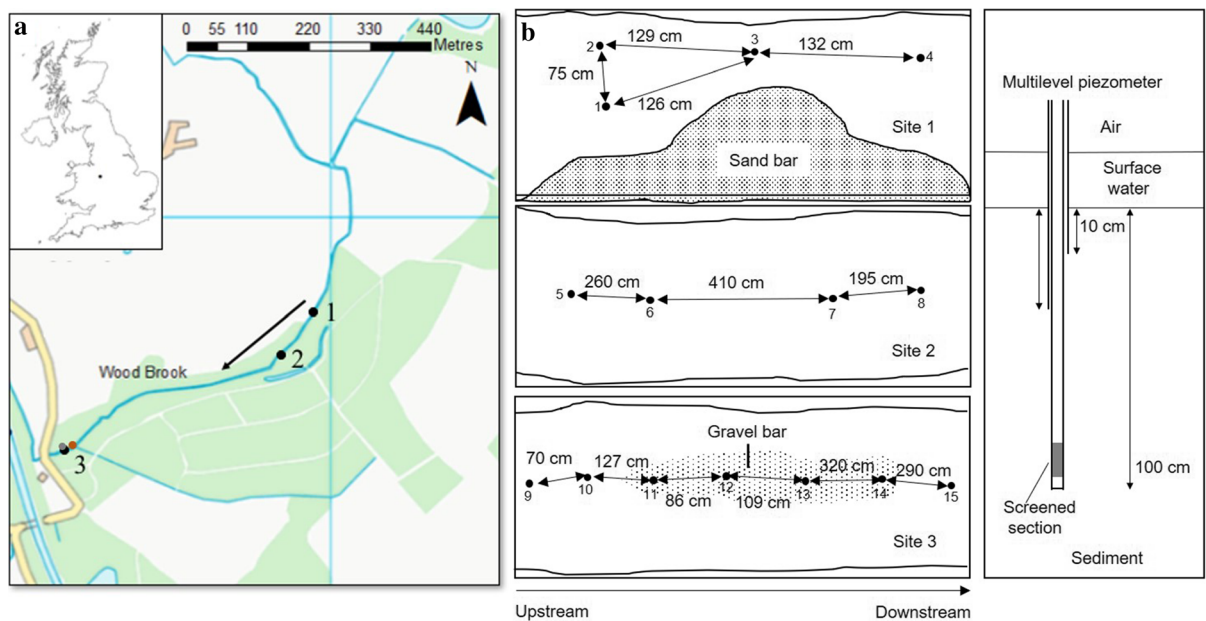 a
0 55 110 220 330 440
Metres
N
1
2
Wood Brook
3
b
129 cm
3
132 cm
2
4
75 cm
1
126 cm
Site 1
Sand bar
260 cm
410 cm
195 cm
5
6
7
8
Site 2
Gravel bar
70 cm
127 cm
320 cm
290 cm
9
10
11
12
13
14
15
86 cm
109 cm
Site 3
Upstream
Downstream
Multilevel piezometer
Air
Surface
water
10 cm
100 cm
Screened
section
Sediment